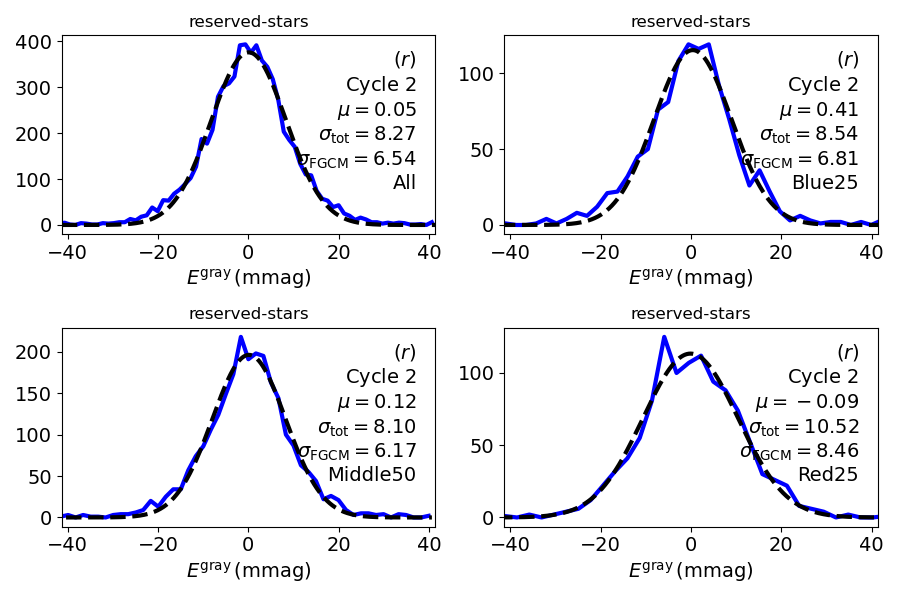 reserved-stars
400
300
200
100
0
−40 −20 0 20 40
E^gray (mmag)
(r)
Cycle 2
μ = 0.05
σ_tot = 8.27
σ_FGCM = 6.54
All
reserved-stars
100
50
0
−40 −20 0 20 40
E^gray (mmag)
(r)
Cycle 2
μ = 0.41
σ_tot = 8.54
σ_FGCM = 6.81
Blue25
reserved-stars
200
150
100
50
0
−40 −20 0 20 40
E^gray (mmag)
(r)
Cycle 2
μ = 0.12
σ_tot = 8.10
σ_FGCM = 6.17
Middle50
reserved-stars
100
50
0
−40 −20 0 20 40
E^gray (mmag)
(r)
Cycle 2
μ = −0.09
σ_tot = 10.52
σ_FGCM = 8.46
Red25